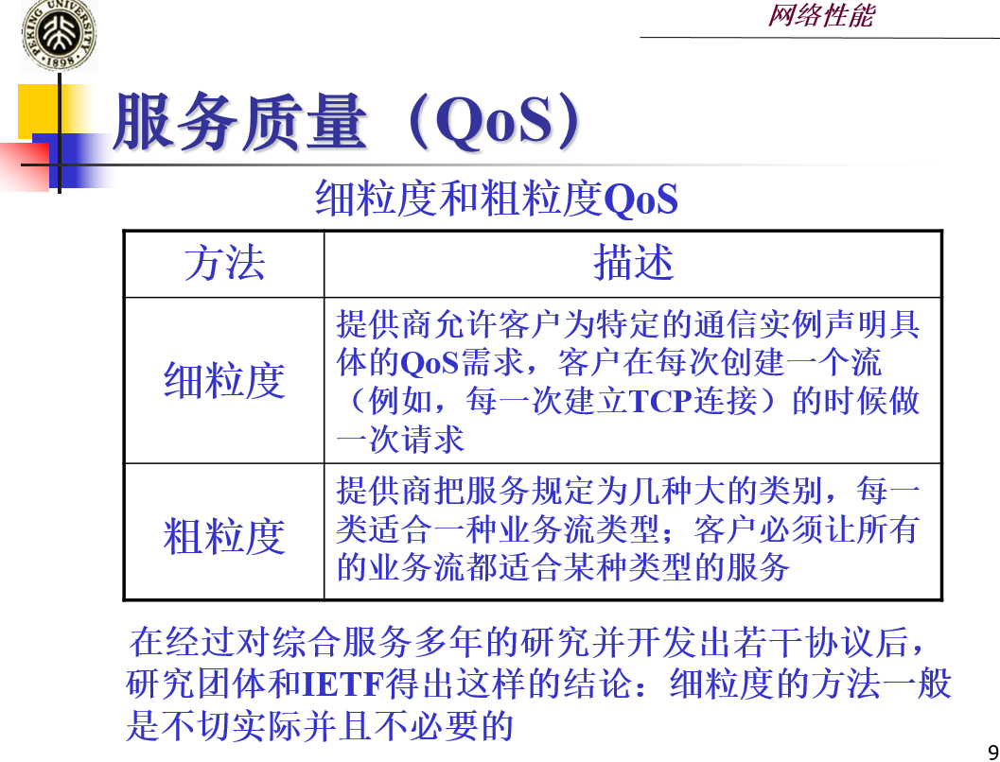 PEKING UNIVERSITY
1898
网络性能
服务质量（QoS）
细粒度和粗粒度QoS
方法
描述
细粒度
提供商允许客户为特定的通信实例声明具
体的QoS需求，客户在每次创建一个流
（例如，每一次建立TCP连接）的时候做
一次请求
粗粒度
提供商把服务规定为几种大的类别，每一
类适合一种业务流类型；客户必须让所有
的业务流都适合某种类型的服务
在经过对综合服务多年的研究并开发出若干协议后，
研究团体和IETF得出这样的结论：细粒度的方法一般
是不切实际并且不必要的
9